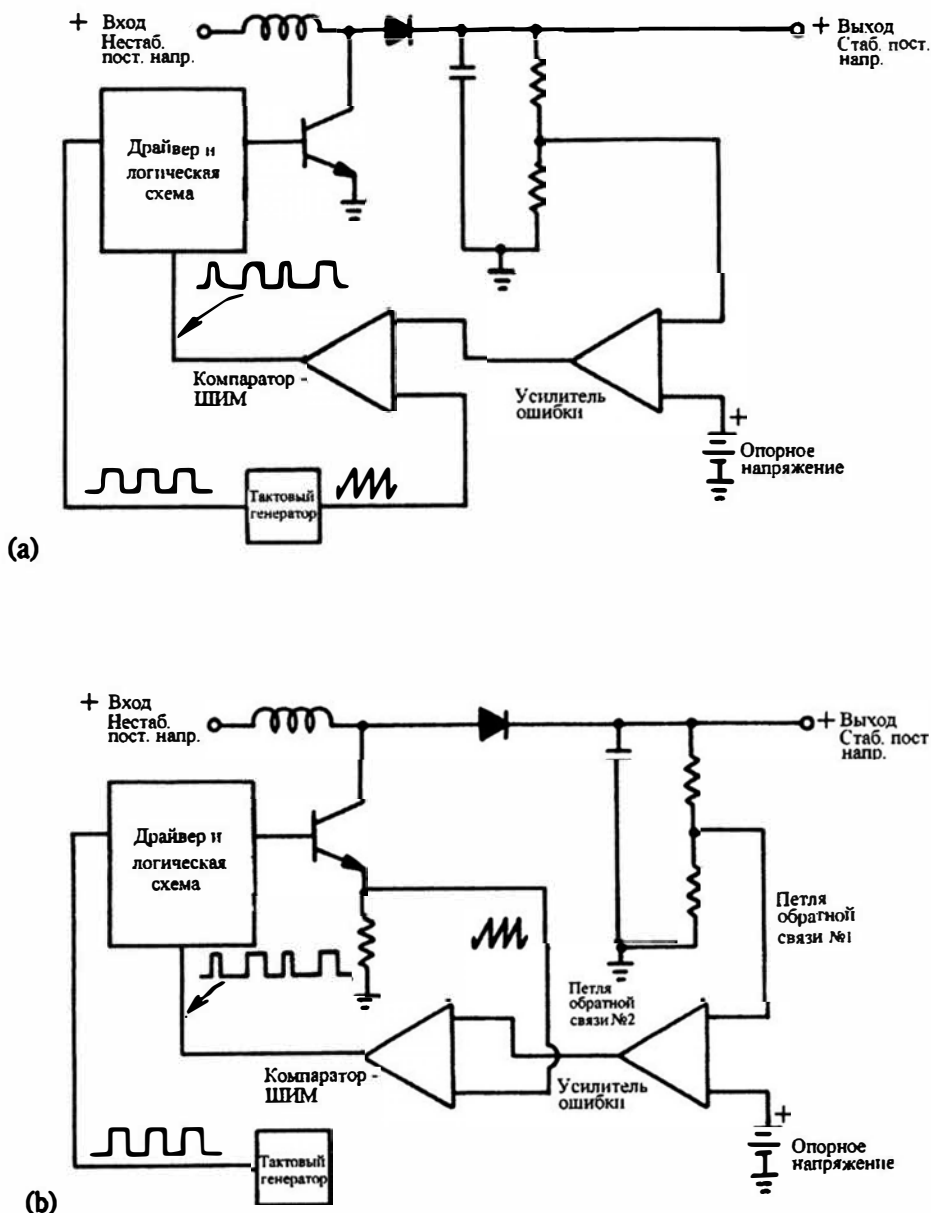 + Вход
Нестаб.
пост. напр.
+ Выход
Стаб. пост.
напр.
Драйвер и
логическая
схема
Компаратор -
ШИМ
Усилитель
ошибки
+
Опорное
напряжение
Тактовый
генератор
(a)
+ Вход
Нестаб.
пост. напр.
+ Выход
Стаб. пост
напр.
Драйвер и
логическая
схема
Петля
обратной
связи №1
Петля
обратной
связи №2
Компаратор -
ШИМ
Усилитель
ошибки
+
Опорное
напряжение
Тактовый
генератор
(b)